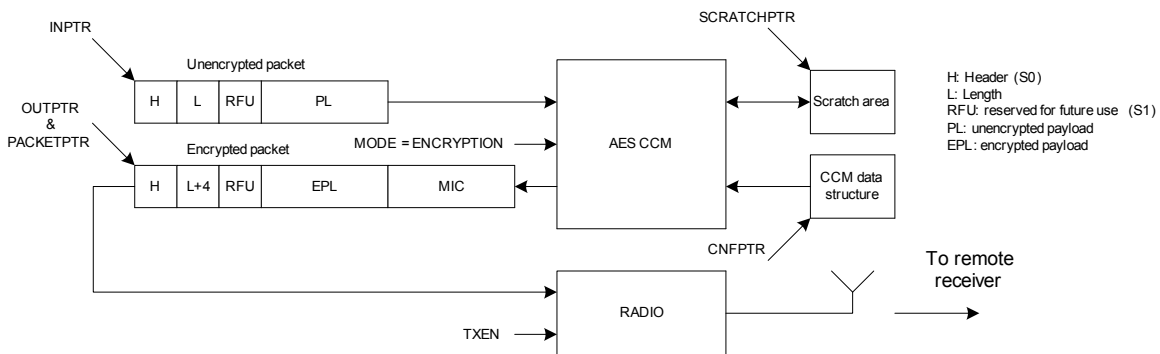 SCRATCHPTR
INPTR
Unencrypted packet
H L RFU PL
OUTPTR
&
PACKETPTR
MODE = ENCRYPTION
Encrypted packet
H L+4 RFU EPL MIC
AES CCM
Scratch area
CCM data
structure
CNFPTR
H: Header (S0)
L: Length
RFU: reserved for future use (S1)
PL: unencrypted payload
EPL: encrypted payload
To remote
receiver
RADIO
TXEN